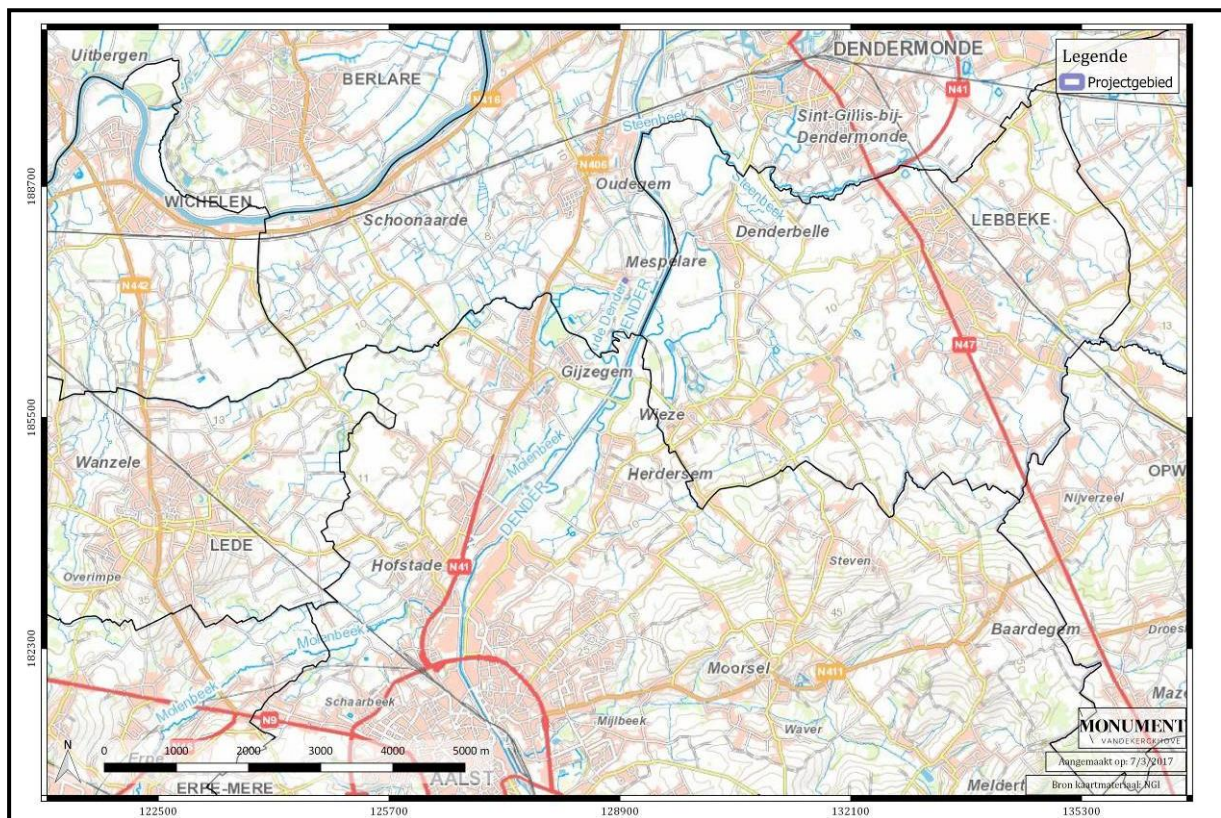 Uitbergen
DENDERMONDE
Legende
Projectgebied
BERLARE
N416
N41
Steenbeek
Sint-Gillis-bij-
Dendermonde
N406
188700
Oudegem
WICHELEN
Steenbeek
Schoonaarde
Denderbelle
LEBBEKE
Mespelare
N442
Oude Dender
DENDER
N47
Gijzegem
185500
Wieze
Molenbeek
Wanzele
Herdersem
OPW
DENDER
Nijverzeel
LEDE
Hofstade
N41
Steven
Overimpe
35
45
Molenbeek
182300
Baardegem
Droes
Moorsel
N411
Schaarbeek
Molenbeek
Maz
N9
Mijlbeek
Waver
MONUMENT
VANDEKERCKHOVE
N
0 1000 2000 3000 4000 5000 m
Erpe
Aangemaakt op: 7/3/2017
AALST
ERPE-MERE
Meldert
Bron kaartmateriaal: NGI
122500 125700 128900 132100 135300